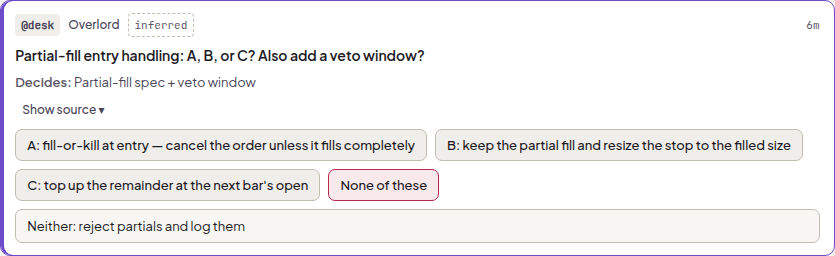 @desk Overlord inferred 6m
Partial-fill entry handling: A, B, or C? Also add a veto window?
Decides: Partial-fill spec + veto window
Show source ▾
A: fill-or-kill at entry — cancel the order unless it fills completely B: keep the partial fill and resize the stop to the filled size
C: top up the remainder at the next bar's open None of these
Neither: reject partials and log them